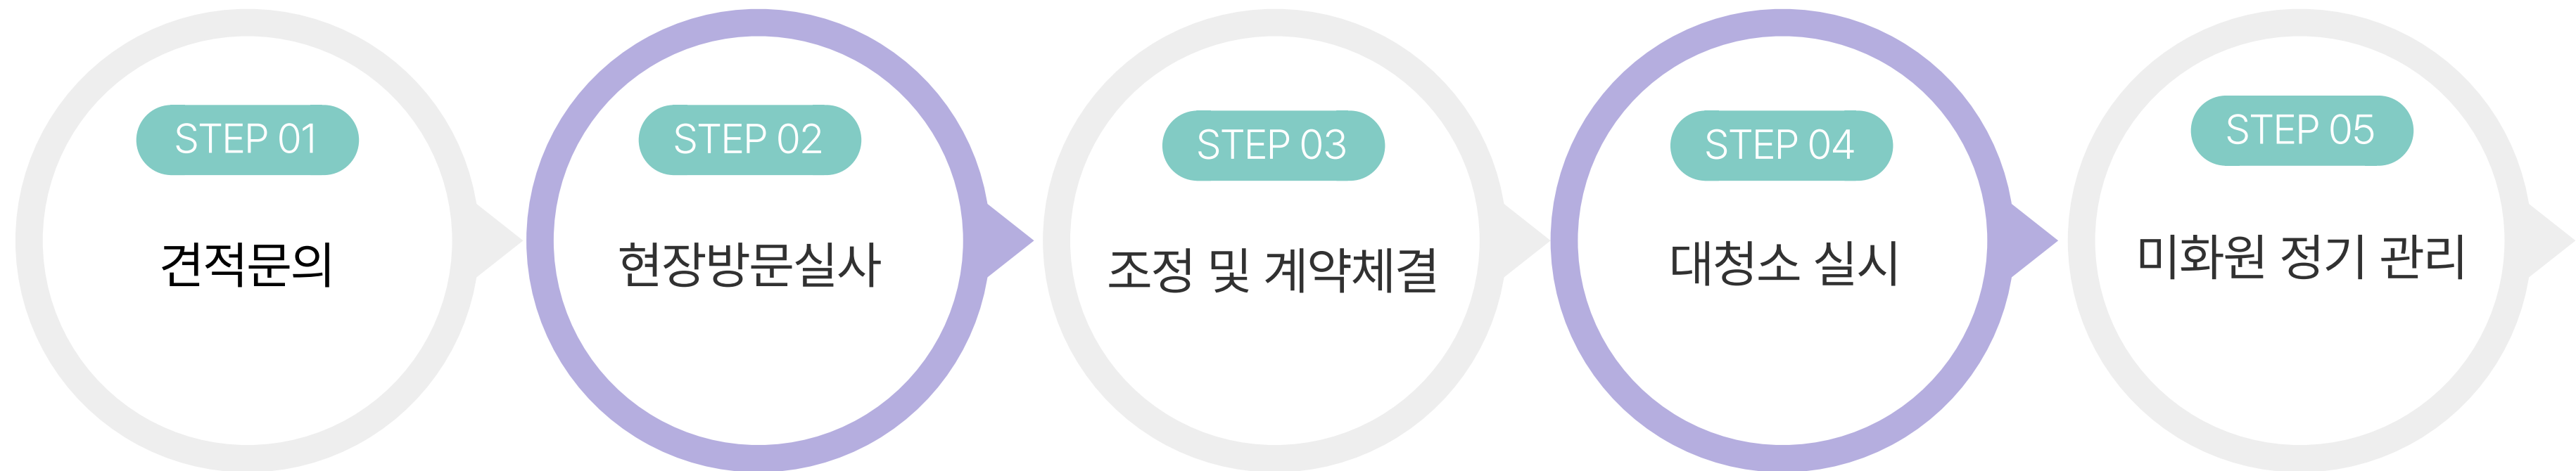 STEP 01
견적문의
STEP 02
현장방문실사
STEP 03
조정 및 계약체결
STEP 04
대청소 실시
STEP 05
미화원 정기 관리